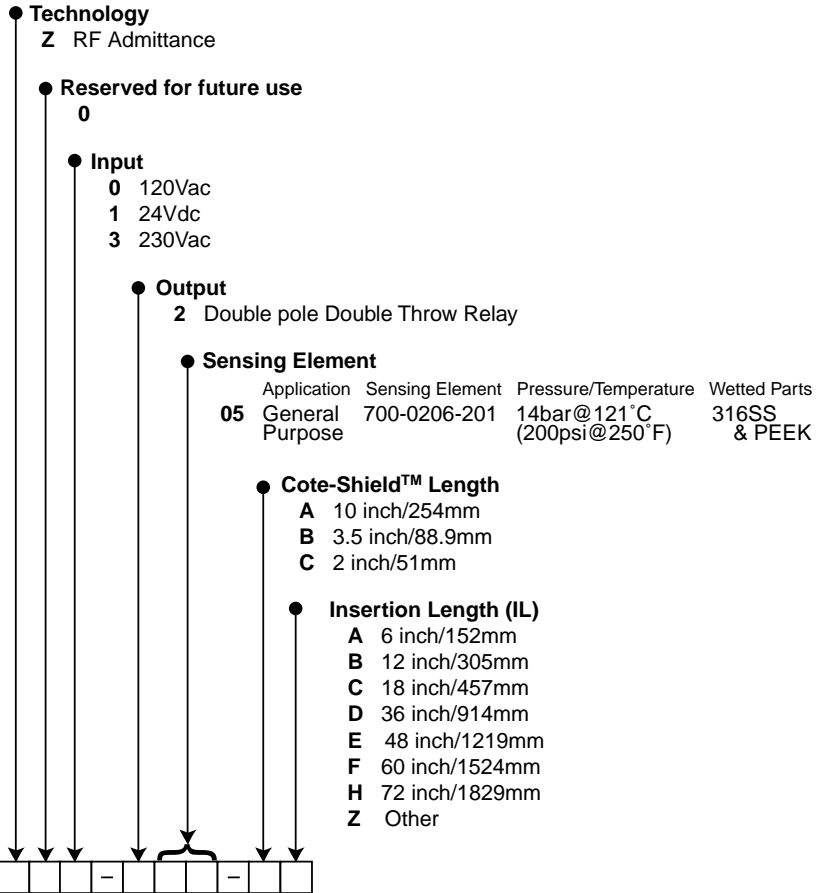 Technology
Z RF Admittance
Reserved for future use
0
Input
0 120Vac
1 24Vdc
3 230Vac
Output
2 Double pole Double Throw Relay
Sensing Element
Application Sensing Element Pressure/Temperature Wetted Parts
05 General 700-0206-201 14bar@121˚C 316SS
Purpose (200psi@250˚F) & PEEK
Cote-Shield™ Length
A 10 inch/254mm
B 3.5 inch/88.9mm
C 2 inch/51mm
Insertion Length (IL)
A 6 inch/152mm
B 12 inch/305mm
C 18 inch/457mm
D 36 inch/914mm
E 48 inch/1219mm
F 60 inch/1524mm
H 72 inch/1829mm
Z Other
– –